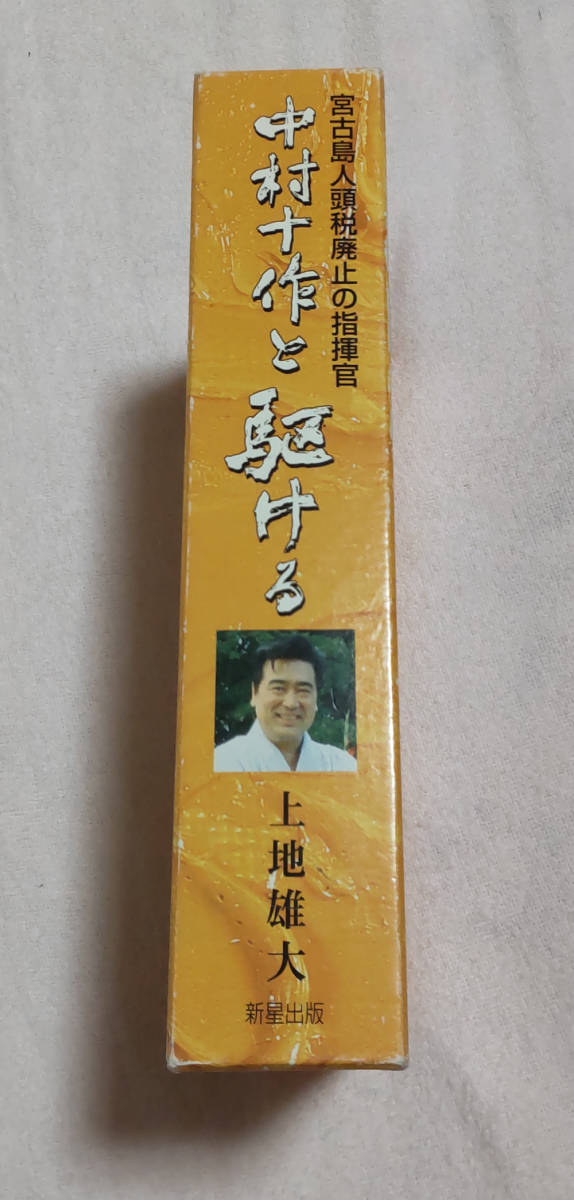 宮古島人頭税廃止の指揮官
中村十作と駆ける
上地雄大
新星出版